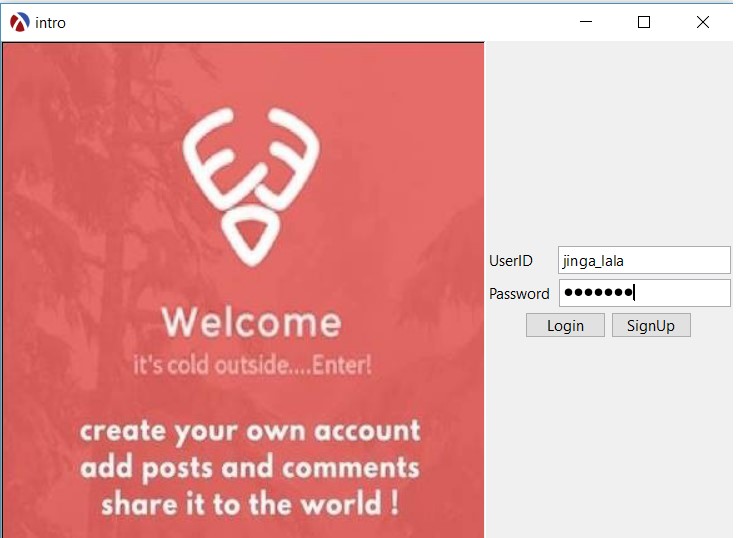 intro
Welcome
it's cold outside....Enter!
create your own account
add posts and comments
share it to the world !
UserID jinga_lala
Password ●●●●●●●
Login SignUp